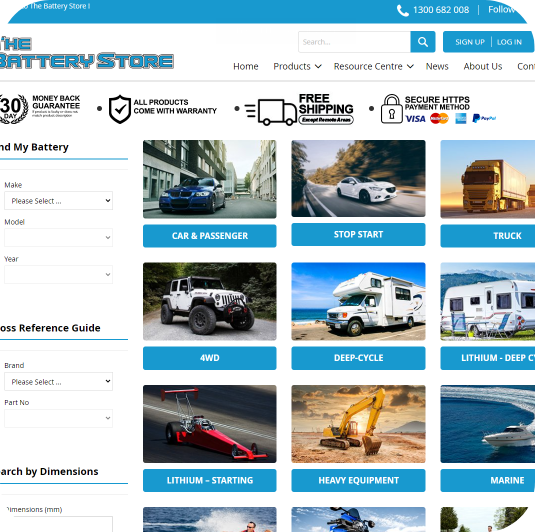 The Battery Store !
1300 682 008 | Follow
THE
BATTERY STORE
Search...
SIGN UP | LOG IN
Home Products Resource Centre News About Us Cont
30 DAY
MONEY BACK
GUARANTEE
ALL PRODUCTS
COME WITH WARRANTY
FREE
SHIPPING
Except Remote Areas
SECURE HTTPS
PAYMENT METHOD
VISA MasterCard PayPal
nd My Battery
Make
Please Select ...
Model
Year
oss Reference Guide
Brand
Please Select ...
Part No
arch by Dimensions
Dimensions (mm)
CAR & PASSENGER
STOP START
TRUCK
4WD
DEEP-CYCLE
LITHIUM - DEEP CY
LITHIUM – STARTING
HEAVY EQUIPMENT
MARINE